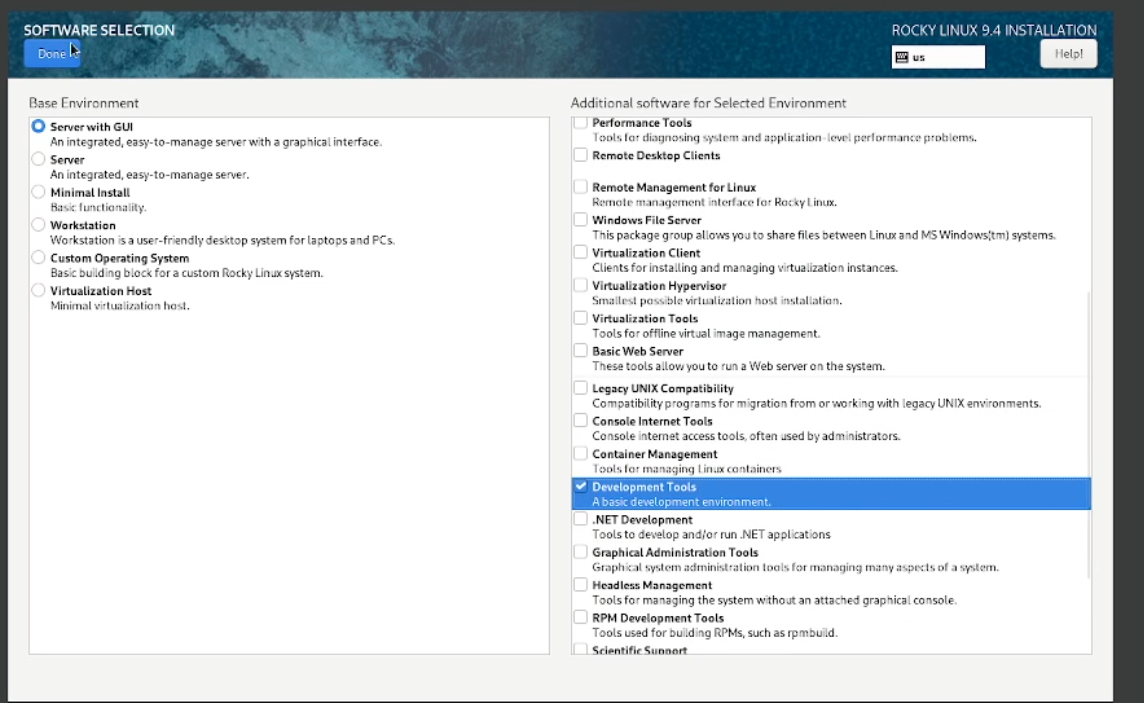 SOFTWARE SELECTION
Done
ROCKY LINUX 9.4 INSTALLATION
us
Help!
Base Environment
Server with GUI
An integrated, easy-to-manage server with a graphical interface.
Server
An integrated, easy-to-manage server.
Minimal Install
Basic functionality.
Workstation
Workstation is a user-friendly desktop system for laptops and PCs.
Custom Operating System
Basic building block for a custom Rocky Linux system.
Virtualization Host
Minimal virtualization host.
Additional software for Selected Environment
Performance Tools
Tools for diagnosing system and application-level performance problems.
Remote Desktop Clients
Remote Management for Linux
Remote management interface for Rocky Linux.
Windows File Server
This package group allows you to share files between Linux and MS Windows(tm) systems.
Virtualization Client
Clients for installing and managing virtualization instances.
Virtualization Hypervisor
Smallest possible virtualization host installation.
Virtualization Tools
Tools for offline virtual image management.
Basic Web Server
These tools allow you to run a Web server on the system.
Legacy UNIX Compatibility
Compatibility programs for migration from or working with legacy UNIX environments.
Console Internet Tools
Console internet access tools, often used by administrators.
Container Management
Tools for managing Linux containers
Development Tools
A basic development environment.
.NET Development
Tools to develop and/or run .NET applications
Graphical Administration Tools
Graphical system administration tools for managing many aspects of a system.
Headless Management
Tools for managing the system without an attached graphical console.
RPM Development Tools
Tools used for building RPMs, such as rpmbuild.
Scientific Support